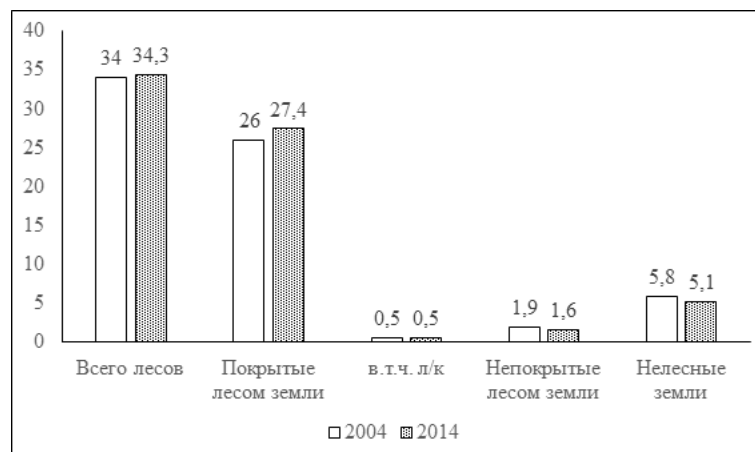 40
35
30
25
20
15
10
5
0
34 34,3
26 27,4
0,5 0,5
1,9 1,6
5,8 5,1
Всего лесов
Покрытые
лесом земли
в.т.ч. л/к
Непокрытые
лесом земли
Нелесные
земли
2004 2014